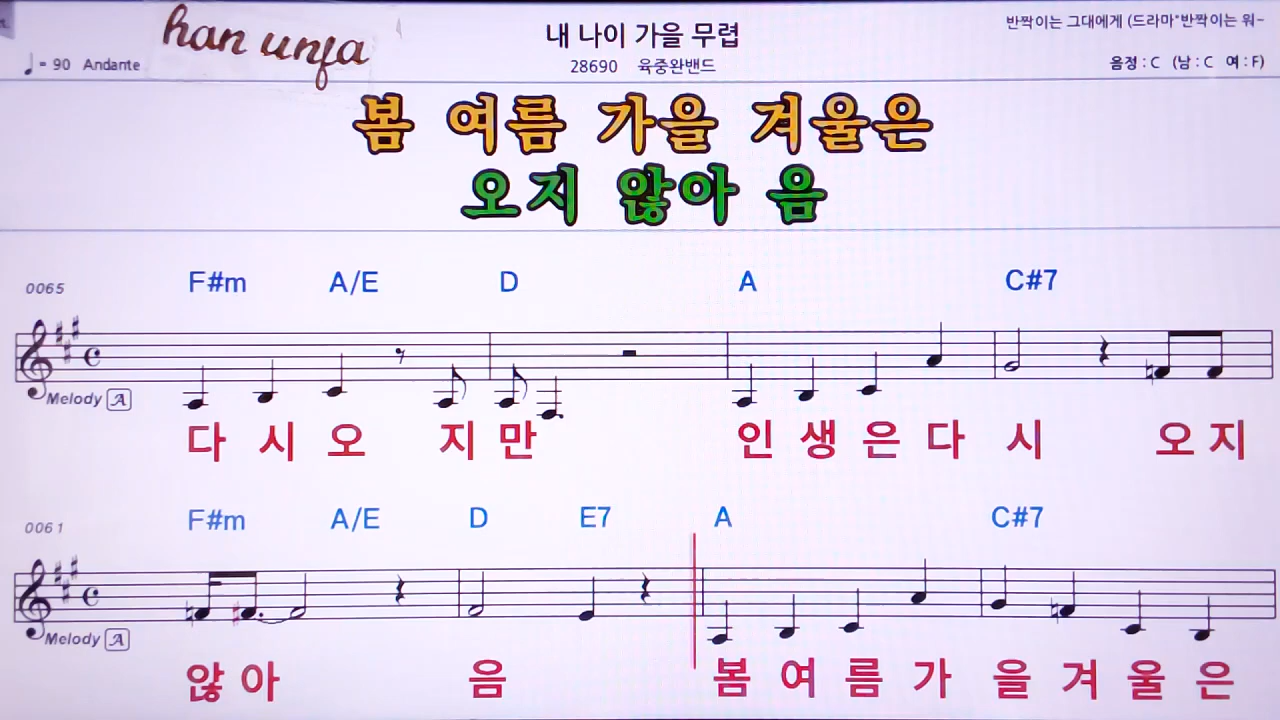 han unfa
내 나이 가을 무렵
반짝이는 그대에게 (드라마"반짝이는 워-
♩= 90 Andante
28690 육중완밴드
음정 : C (남 : C 여 : F)
봄 여름 가을 겨울은
오지 않아 음
0065 F#m A/E D A C#7
Melody A
다 시 오 지 만 인 생 은 다 시 오 지
0061 F#m A/E D E7 A C#7
Melody A
않 아 음 봄 여 름 가 을 겨 울 은